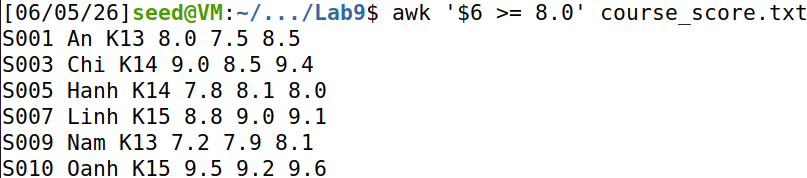 [06/05/26]seed@VM:~/.../Lab9$ awk '$6 >= 8.0' course_score.txt
S001 An K13 8.0 7.5 8.5
S003 Chi K14 9.0 8.5 9.4
S005 Hanh K14 7.8 8.1 8.0
S007 Linh K15 8.8 9.0 9.1
S009 Nam K13 7.2 7.9 8.1
S010 Oanh K15 9.5 9.2 9.6